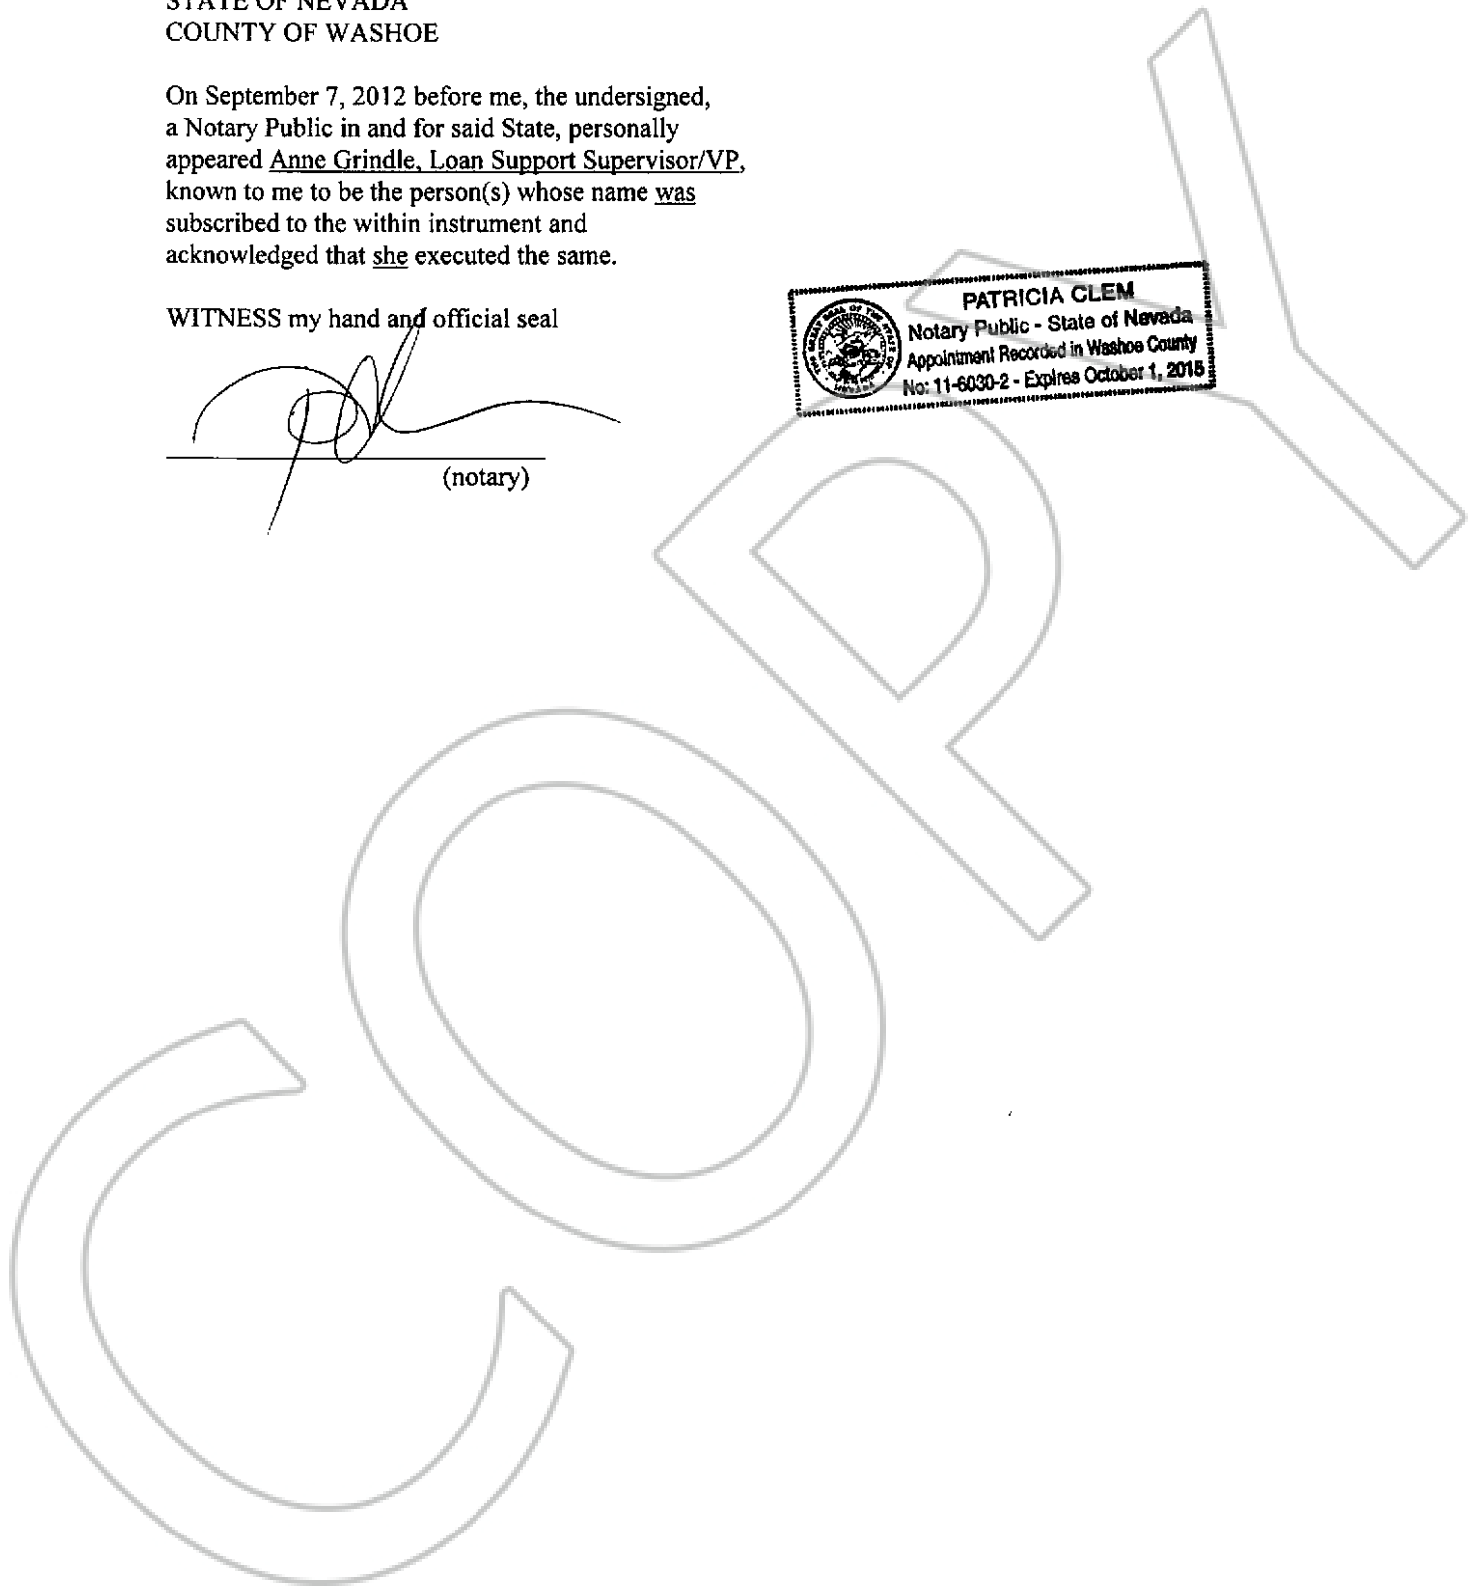 STATE OF NEVADA
COUNTY OF WASHOE
On September 7, 2012 before me, the undersigned,
a Notary Public in and for said State, personally
appeared Anne Grindle, Loan Support Supervisor/VP,
known to me to be the person(s) whose name was
subscribed to the within instrument and
acknowledged that she executed the same.
WITNESS my hand and official seal
(notary)
PATRICIA CLEM
Notary Public - State of Nevada
Appointment Recorded in Washoe County
No: 11-6030-2 - Expires October 1, 2015
COPY